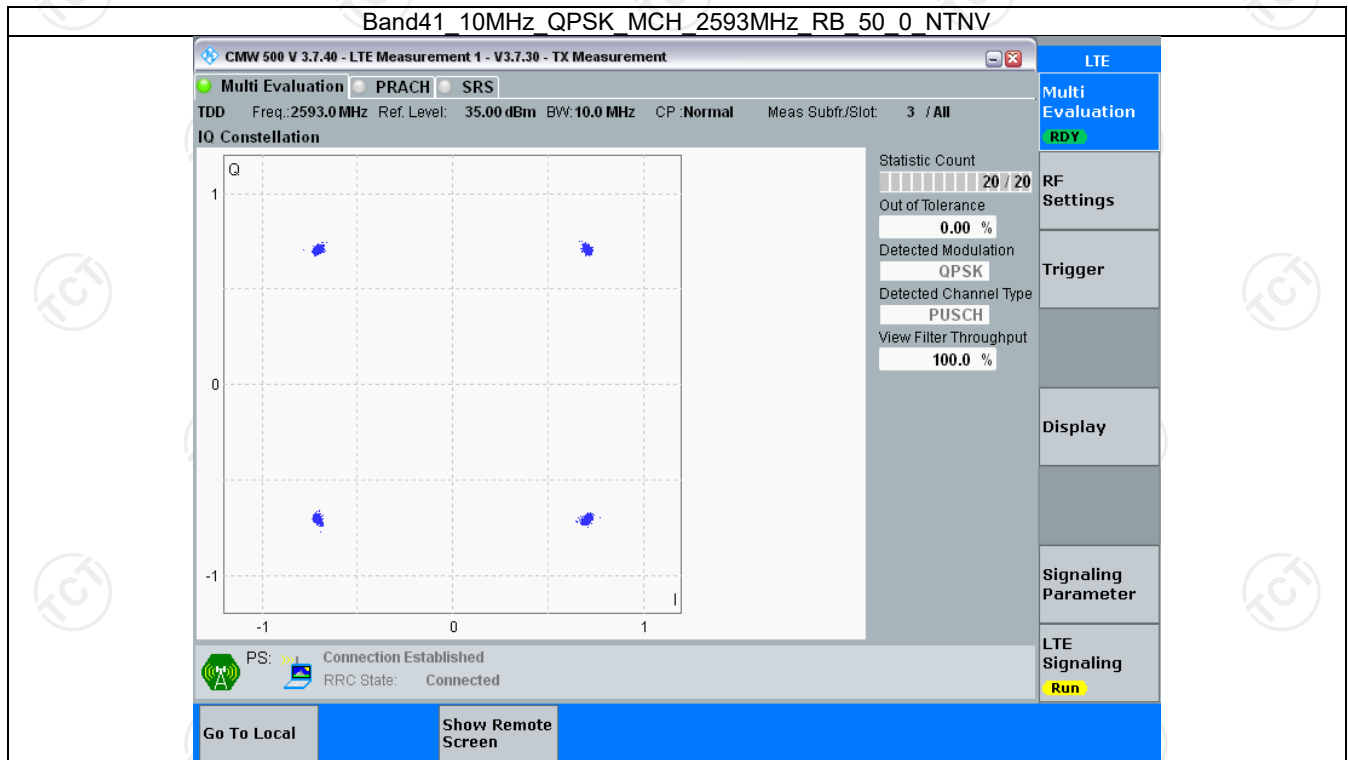 Band41_10MHz_QPSK_MCH_2593MHz_RB_50_0_NTNV
CMW 500 V 3.7.40 - LTE Measurement 1 - V3.7.30 - TX Measurement
LTE
Multi Evaluation PRACH SRS
Multi
Evaluation
RDY
TDD Freq.:2593.0 MHz Ref. Level: 35.00 dBm BW:10.0 MHz CP :Normal Meas Subfr./Slot: 3 / All
IQ Constellation
Q
1
0
-1
I
-1 0 1
Statistic Count
20 / 20
Out of Tolerance
0.00 %
Detected Modulation
QPSK
Detected Channel Type
PUSCH
View Filter Throughput
100.0 %
RF
Settings
Trigger
Display
Signaling
Parameter
LTE
Signaling
Run
PS: Connection Established
RRC State: Connected
Go To Local
Show Remote
Screen
TCT
TCT
TCT
TCT